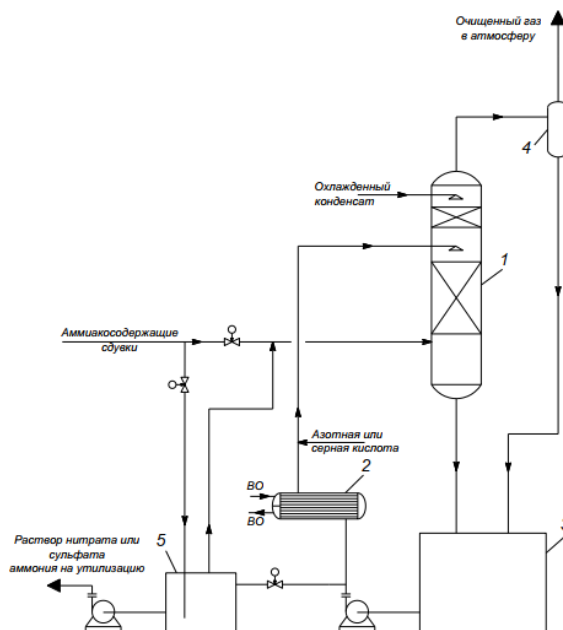 Очищенный газ
в атмосферу
4
Охлажденный
конденсат
1
Аммиакосодержащие
сдувки
Азотная или
серная кислота
2
ВО
ВО
3
Раствор нитрата или
сульфата
аммония на утилизацию
5